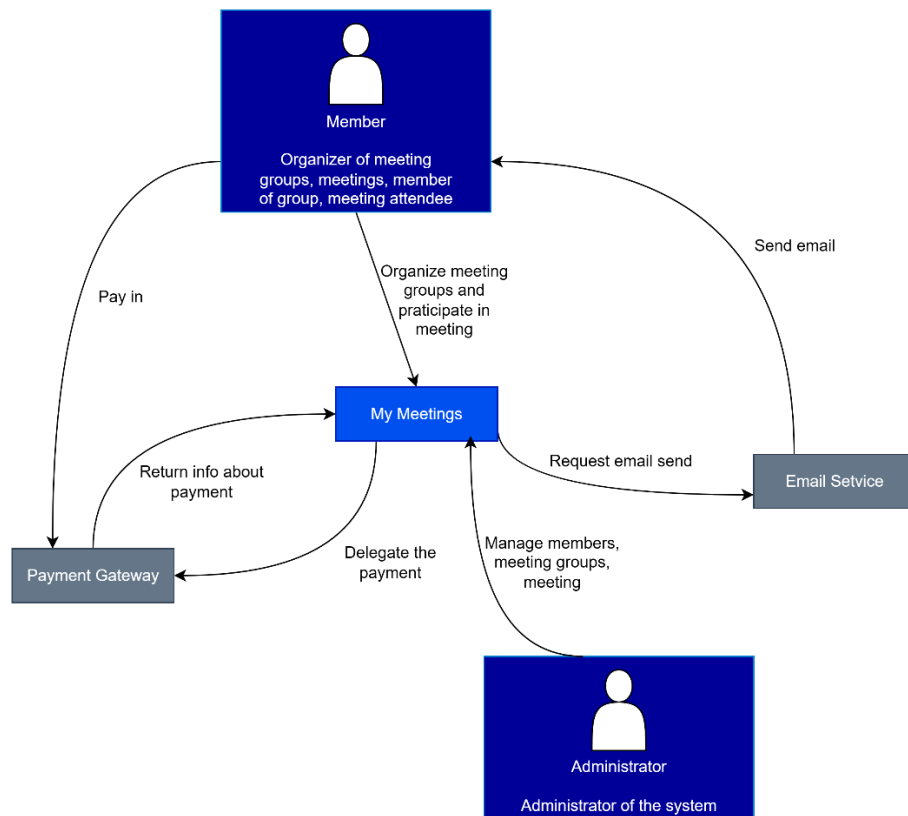 Member
Organizer of meeting
groups, meetings, member
of group, meeting attendee
Send email
Organize meeting
groups and
praticipate in
meeting
Pay in
My Meetings
Return info about
payment
Request email send
Email Setvice
Delegate the
payment
Manage members,
meeting groups,
meeting
Payment Gateway
Administrator
Administrator of the system